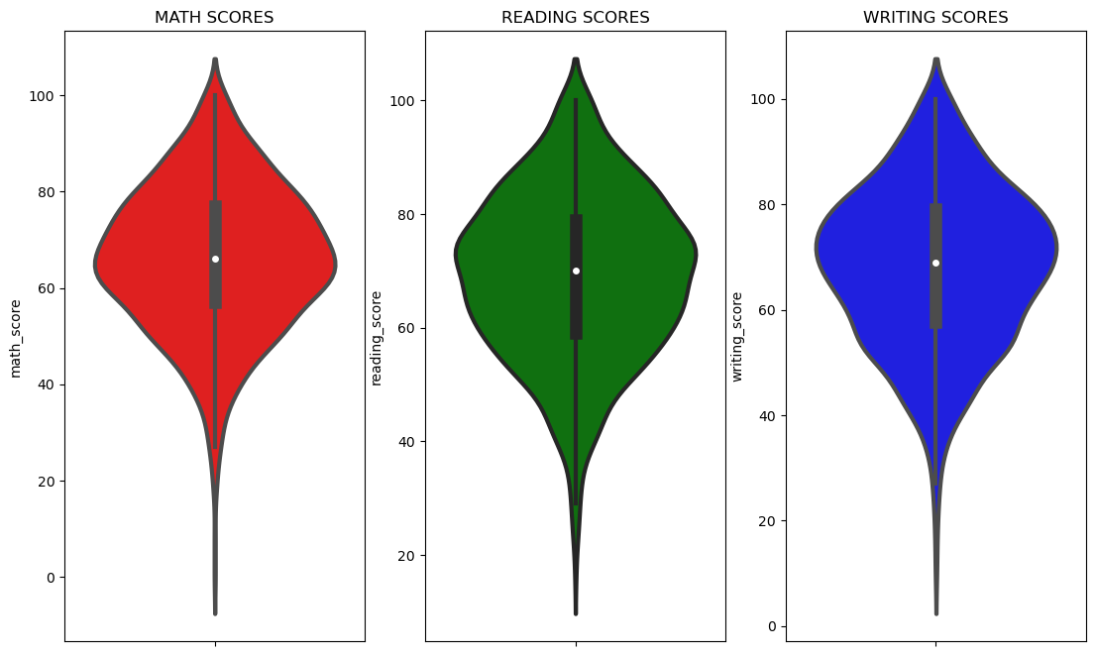 MATH SCORES
math_score
100
80
60
40
20
0
READING SCORES
reading_score
100
80
60
40
20
WRITING SCORES
writing_score
100
80
60
40
20
0